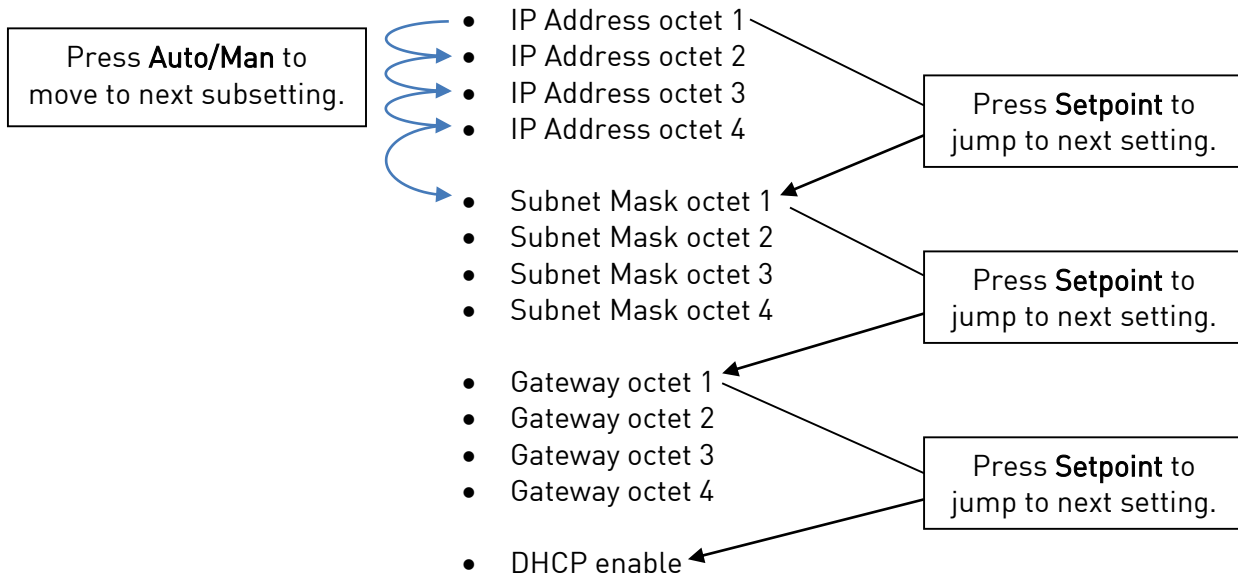 Press Auto/Man to
move to next subsetting.
• IP Address octet 1
• IP Address octet 2
• IP Address octet 3
• IP Address octet 4
Press Setpoint to
jump to next setting.
• Subnet Mask octet 1
• Subnet Mask octet 2
• Subnet Mask octet 3
• Subnet Mask octet 4
Press Setpoint to
jump to next setting.
• Gateway octet 1
• Gateway octet 2
• Gateway octet 3
• Gateway octet 4
Press Setpoint to
jump to next setting.
• DHCP enable